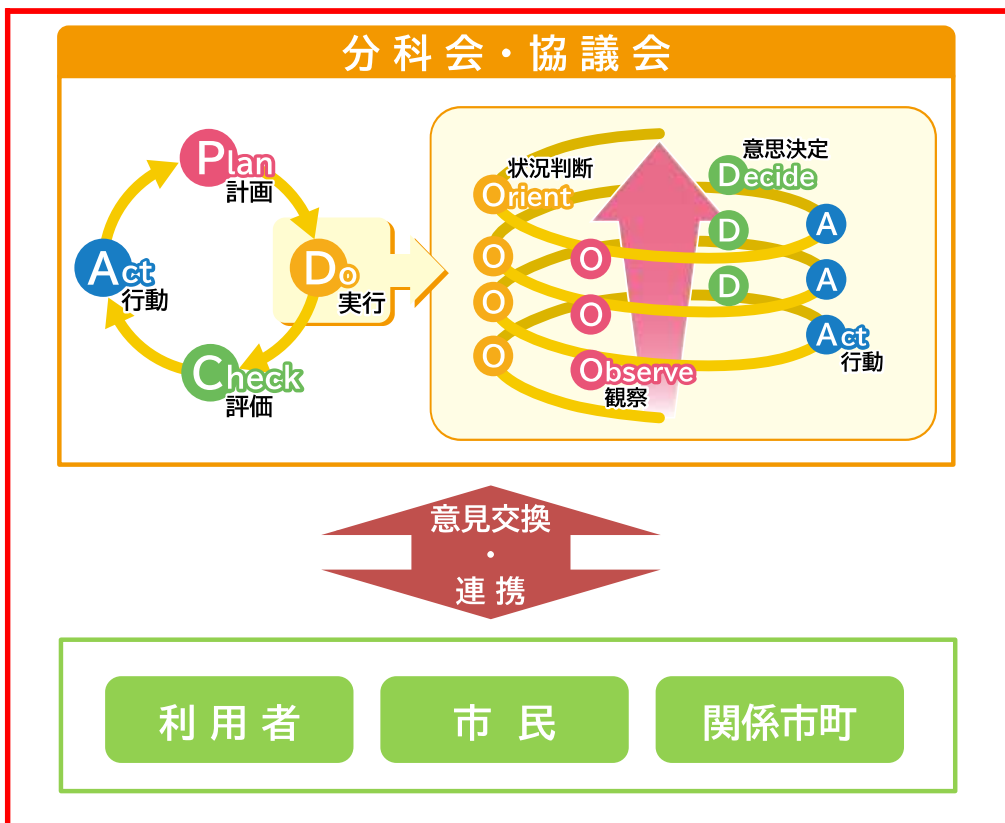 分科会・協議会
Plan
計画
Do
実行
Check
評価
Act
行動
状況判断
Orient
意思決定
Decide
A
D
O
O
A
D
O
O
Act
行動
O
Observe
観察
意見交換
・
連携
利用者
市民
関係市町